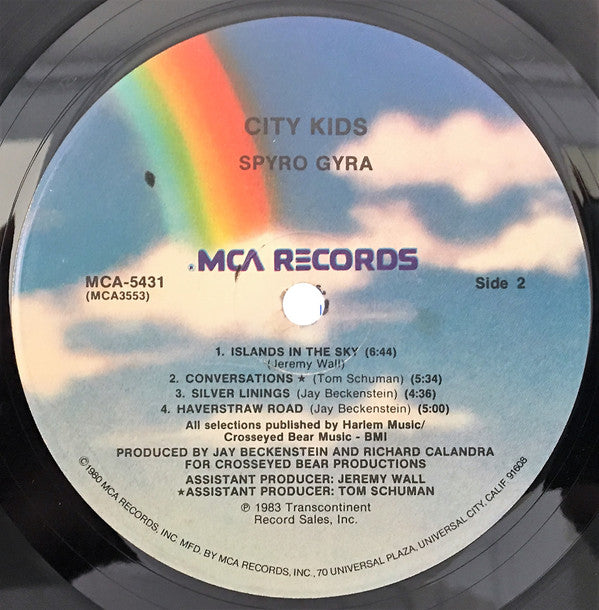 CITY KIDS
SPYRO GYRA
®MCA RECORDS
MCA-5431
(MCA3553)
Side 2
1. ISLANDS IN THE SKY (6:44)
(Jeremy Wall)
2. CONVERSATIONS ★ (Tom Schuman) (5:34)
3. SILVER LININGS (Jay Beckenstein) (4:36)
4. HAVERSTRAW ROAD (Jay Beckenstein) (5:00)
All selections published by Harlem Music/
Crosseyed Bear Music - BMI
PRODUCED BY JAY BECKENSTEIN AND RICHARD CALANDRA
FOR CROSSEYED BEAR PRODUCTIONS
ASSISTANT PRODUCER: JEREMY WALL
★ASSISTANT PRODUCER: TOM SCHUMAN
℗ 1983 Transcontinent
Record Sales, Inc.
©1980 MCA RECORDS, INC. MFD. BY MCA RECORDS, INC., 70 UNIVERSAL PLAZA, UNIVERSAL CITY, CALIF. 91608